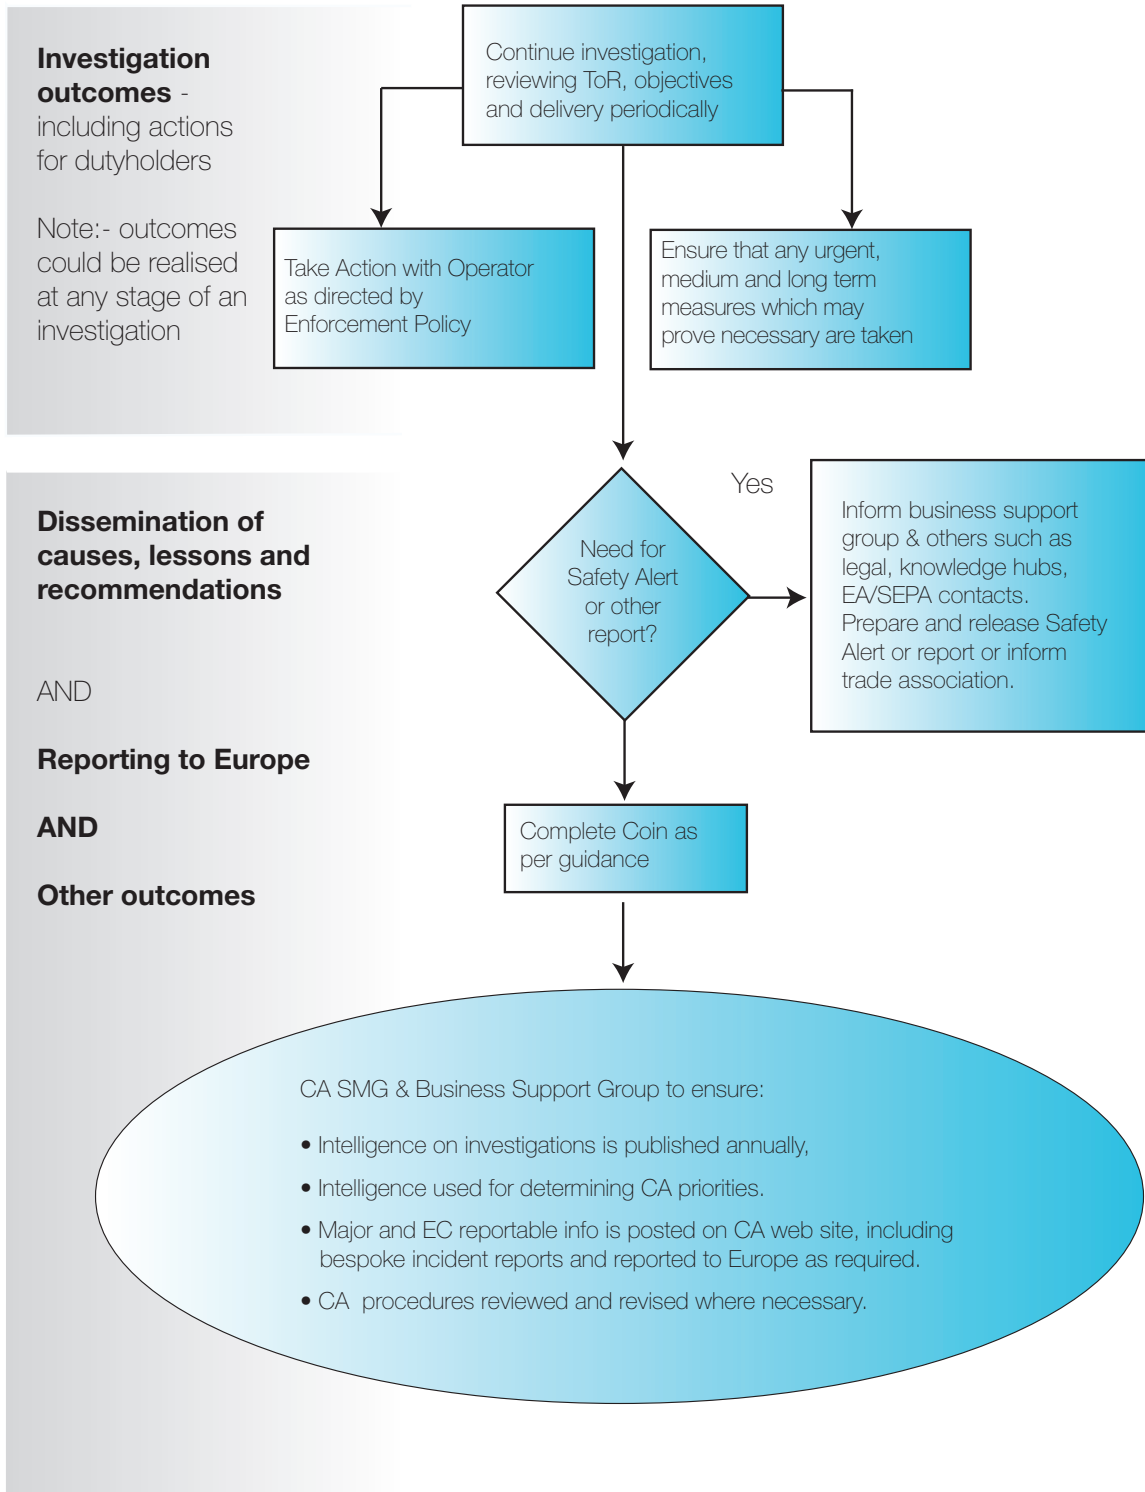 Investigation
outcomes -
including actions
for dutyholders
Note:- outcomes
could be realised
at any stage of an
investigation
Continue investigation,
reviewing ToR, objectives
and delivery periodically
Take Action with Operator
as directed by
Enforcement Policy
Ensure that any urgent,
medium and long term
measures which may
prove necessary are taken
Dissemination of
causes, lessons and
recommendations
AND
Reporting to Europe
AND
Other outcomes
Need for
Safety Alert
or other
report?
Yes
Inform business support
group & others such as
legal, knowledge hubs,
EA/SEPA contacts.
Prepare and release Safety
Alert or report or inform
trade association.
Complete Coin as
per guidance
CA SMG & Business Support Group to ensure:
• Intelligence on investigations is published annually,
• Intelligence used for determining CA priorities.
• Major and EC reportable info is posted on CA web site, including
bespoke incident reports and reported to Europe as required.
• CA  procedures reviewed and revised where necessary.